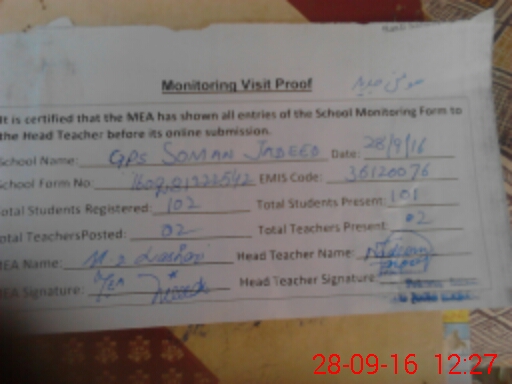 Monitoring Visit Proof
It is certified that the MEA has shown all entries of the School Monitoring Form to
the Head Teacher before its online submission.
School Name: GPS SOMAN JADEED Date: 28/9/16
School Form No: EMIS Code: 36120076
Total Students Registered: 102 Total Students Present: 101
Total TeachersPosted: 02 Total Teachers Present: 02
MEA Name: Head Teacher Name:
MEA Signature: Head Teacher Signature:
28-09-16 12:27